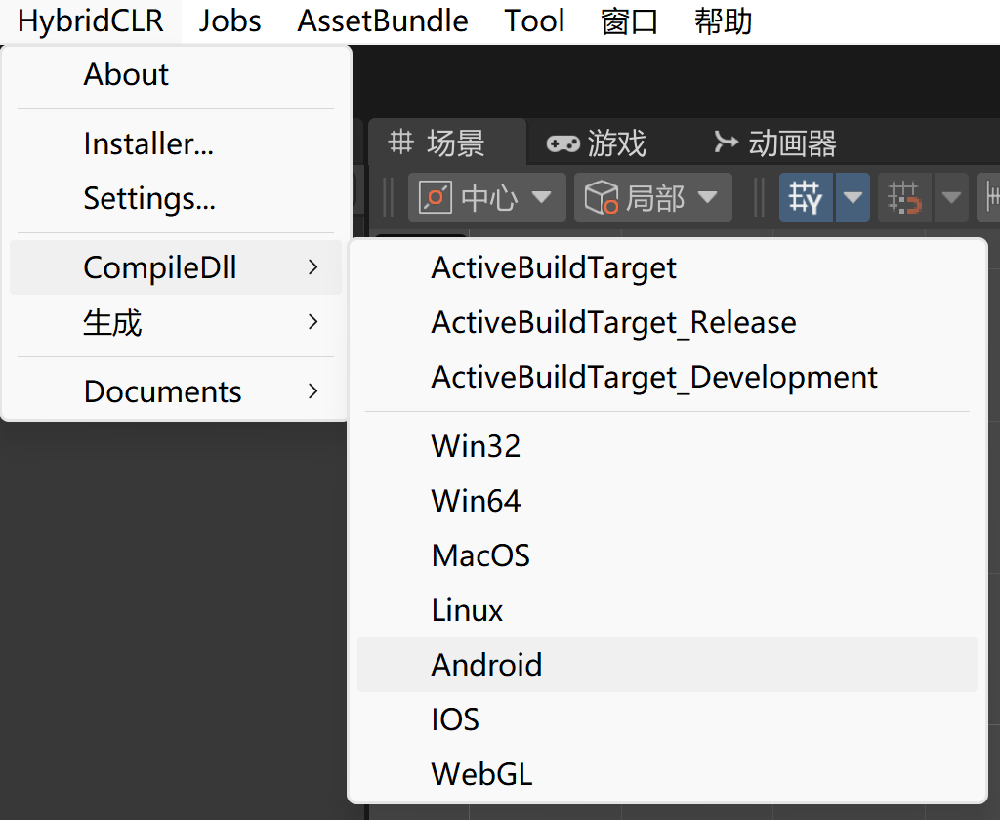 HybridCLR Jobs AssetBundle Tool 窗口 帮助
About
Installer...
Settings...
CompileDll
生成
Documents
场景 游戏 动画器
中心 局部
ActiveBuildTarget
ActiveBuildTarget_Release
ActiveBuildTarget_Development
Win32
Win64
MacOS
Linux
Android
IOS
WebGL